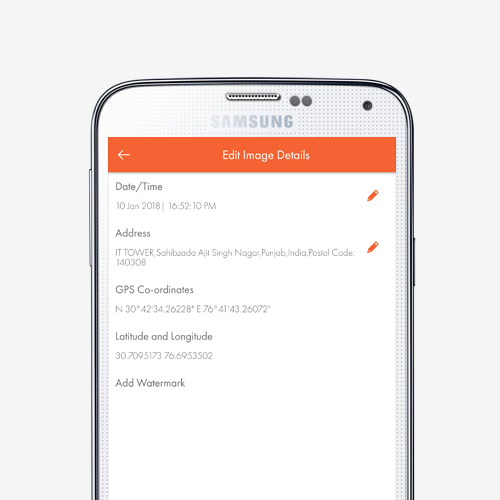 SAMSUNG
Edit Image Details
Date/Time
10 Jan 2018| 16:52:10 PM
Address
IT TOWER,Sahibzada Ajit Singh Nagar,Punjab,India,Postal Code:
140308
GPS Co-ordinates
N 30°42'34.26228" E 76°41'43.26072"
Latitude and Longitude
30.7095173 76.6953502
Add Watermark